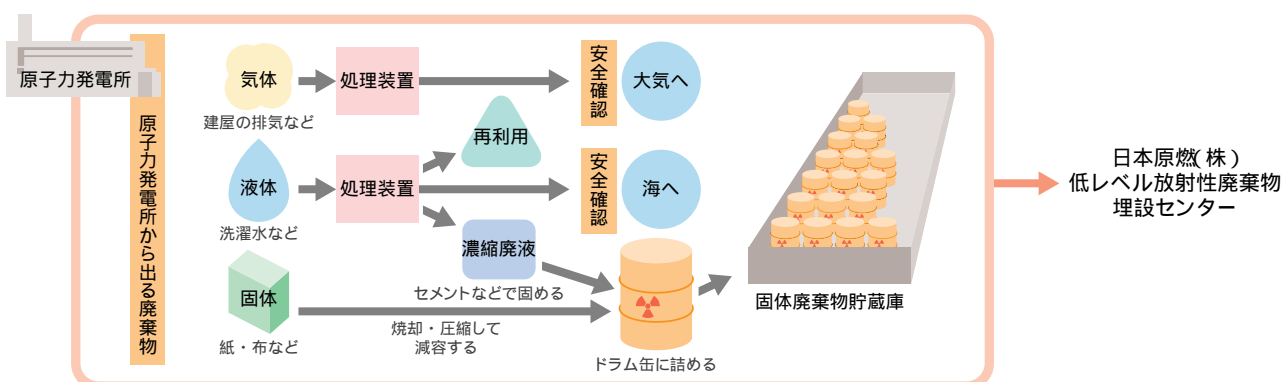 原子力発電所
原子力発電所から出る廃棄物
気体
建屋の排気など
処理装置
安全確認
大気へ
再利用
液体
洗濯水など
処理装置
安全確認
海へ
濃縮廃液
セメントなどで固める
固体
紙・布など
焼却・圧縮して
減容する
ドラム缶に詰める
固体廃棄物貯蔵庫
日本原燃(株)
低レベル放射性廃棄物
埋設センター